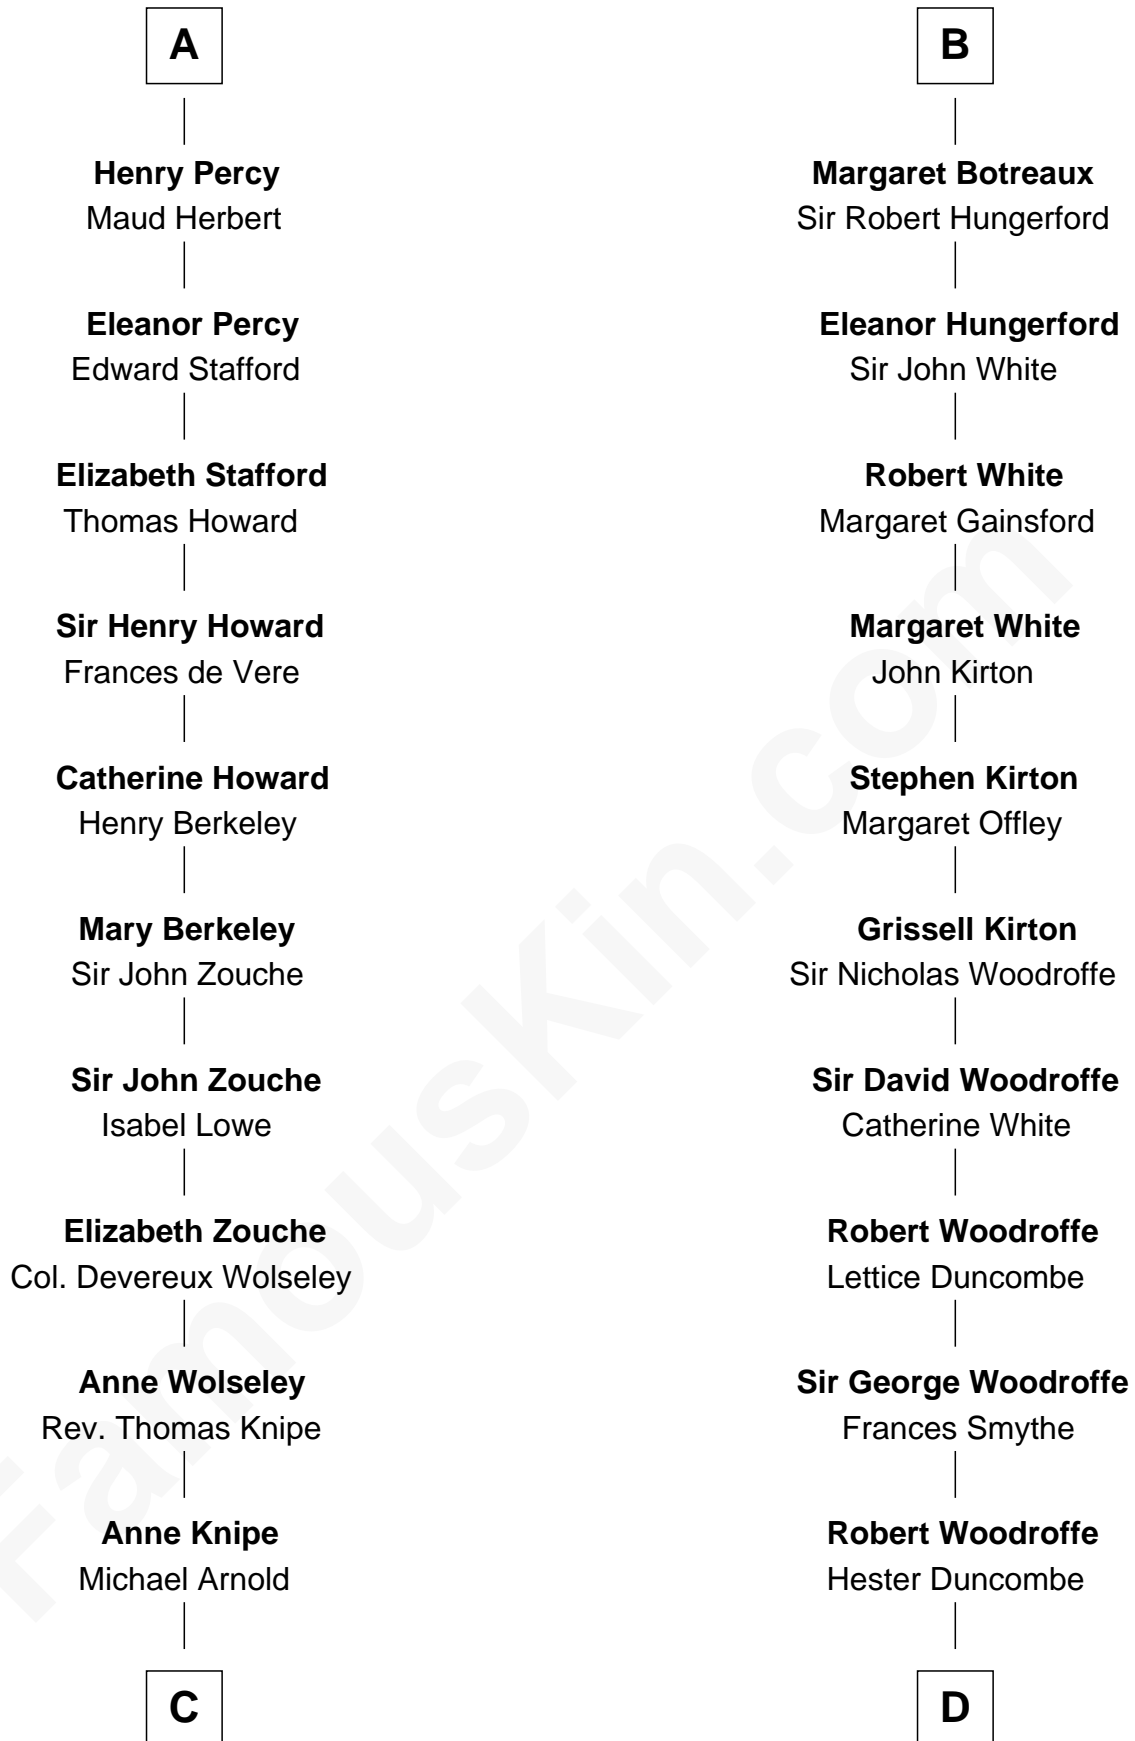 A
Henry Percy
Maud Herbert
Eleanor Percy
Edward Stafford
Elizabeth Stafford
Thomas Howard
Sir Henry Howard
Frances de Vere
Catherine Howard
Henry Berkeley
Mary Berkeley
Sir John Zouche
Sir John Zouche
Isabel Lowe
Elizabeth Zouche
Col. Devereux Wolseley
Anne Wolseley
Rev. Thomas Knipe
Anne Knipe
Michael Arnold
C
B
Margaret Botreaux
Sir Robert Hungerford
Eleanor Hungerford
Sir John White
Robert White
Margaret Gainsford
Margaret White
John Kirton
Stephen Kirton
Margaret Offley
Grissell Kirton
Sir Nicholas Woodroffe
Sir David Woodroffe
Catherine White
Robert Woodroffe
Lettice Duncombe
Sir George Woodroffe
Frances Smythe
Robert Woodroffe
Hester Duncombe
D
FamousKin.com